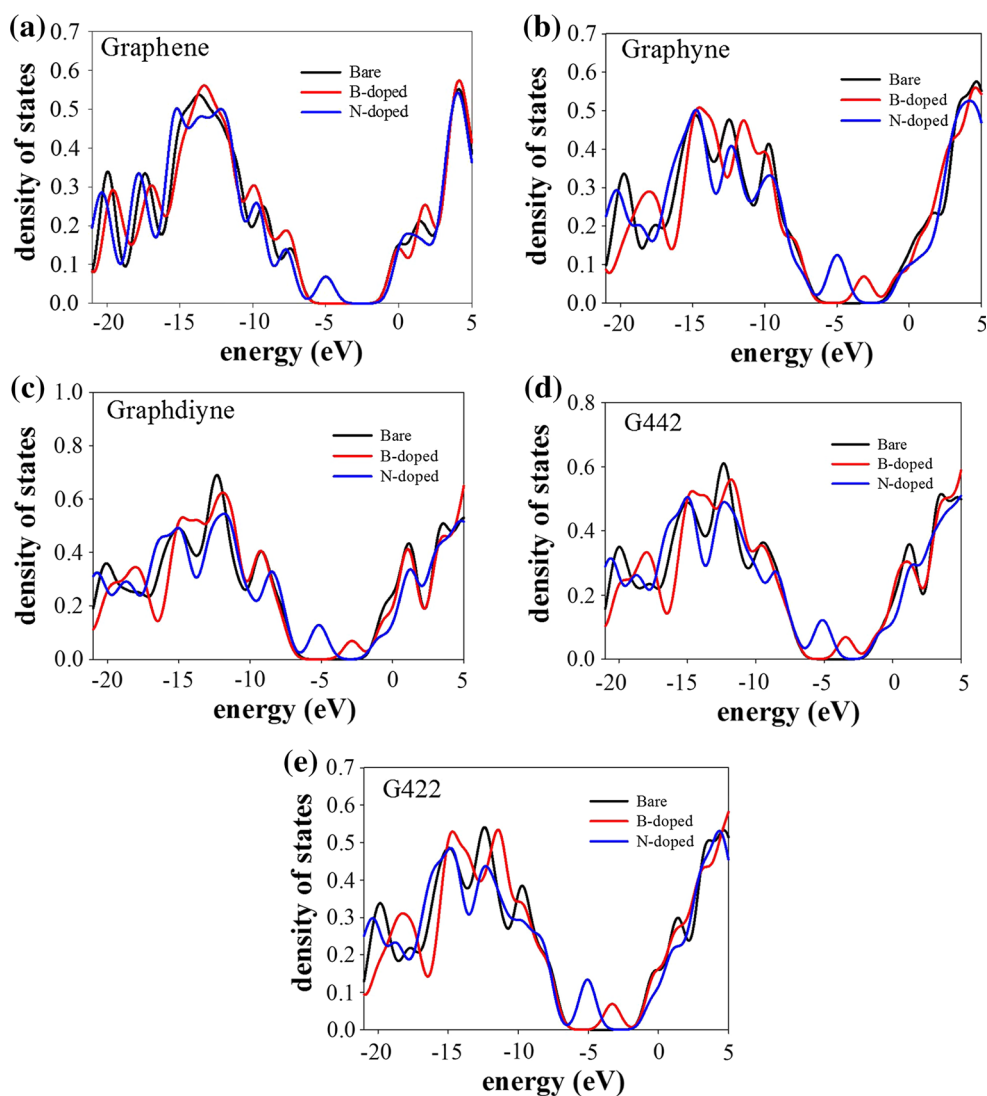 (a)
Graphene
Bare
B-doped
N-doped
density of states
0.7
0.6
0.5
0.4
0.3
0.2
0.1
0.0
-20 -15 -10 -5 0 5
energy (eV)
(b)
Graphyne
Bare
B-doped
N-doped
density of states
0.7
0.6
0.5
0.4
0.3
0.2
0.1
0.0
-20 -15 -10 -5 0 5
energy (eV)
(c)
Graphdiyne
Bare
B-doped
N-doped
density of states
1.0
0.8
0.6
0.4
0.2
0.0
-20 -15 -10 -5 0 5
energy (eV)
(d)
G442
Bare
B-doped
N-doped
density of states
0.8
0.6
0.4
0.2
0.0
-20 -15 -10 -5 0 5
energy (eV)
(e)
G422
Bare
B-doped
N-doped
density of states
0.7
0.6
0.5
0.4
0.3
0.2
0.1
0.0
-20 -15 -10 -5 0 5
energy (eV)